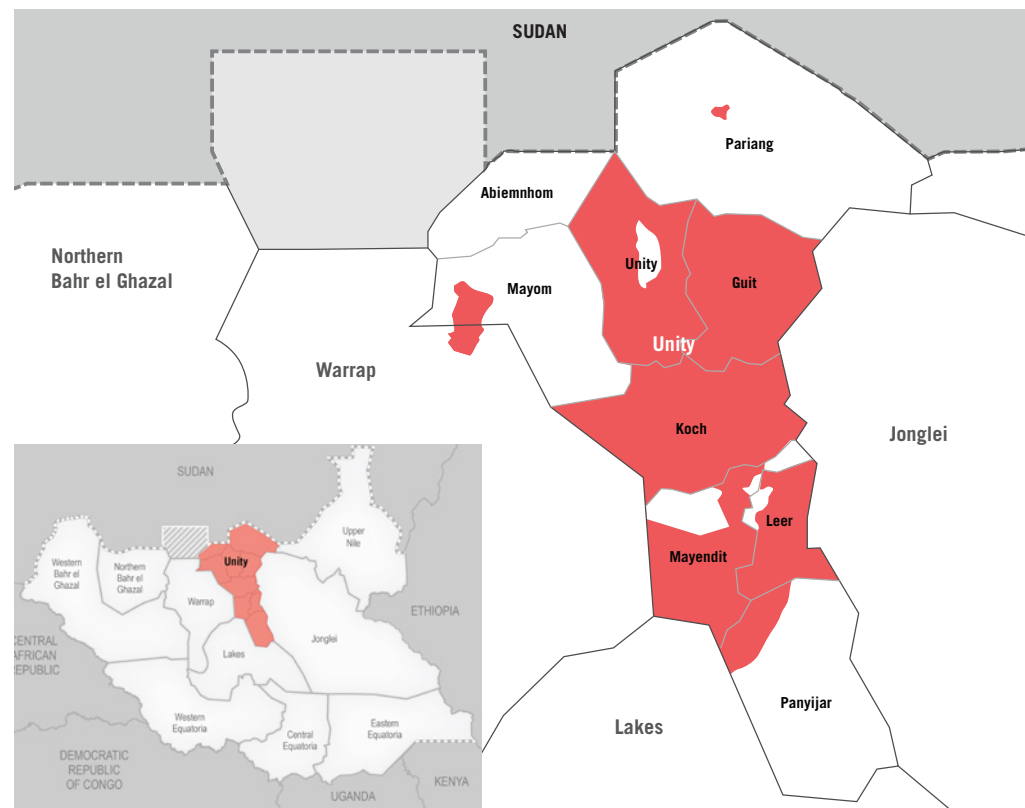 SUDAN
Pariang
Abiemnhom
Northern
Bahr el Ghazal
Unity
Guit
Mayom
Unity
Warrap
Koch
Jonglei
Leer
Mayendit
Panyijar
Lakes
SUDAN
Upper
Nile
Unity
Western
Bahr el
Ghazal
Northern
Bahr el
Ghazal
Warrap
ETHIOPIA
Jonglei
CENTRAL
AFRICAN
REPUBLIC
Lakes
Western
Equatoria
Central
Equatoria
Eastern
Equatoria
DEMOCRATIC
REPUBLIC
OF CONGO
KENYA
UGANDA